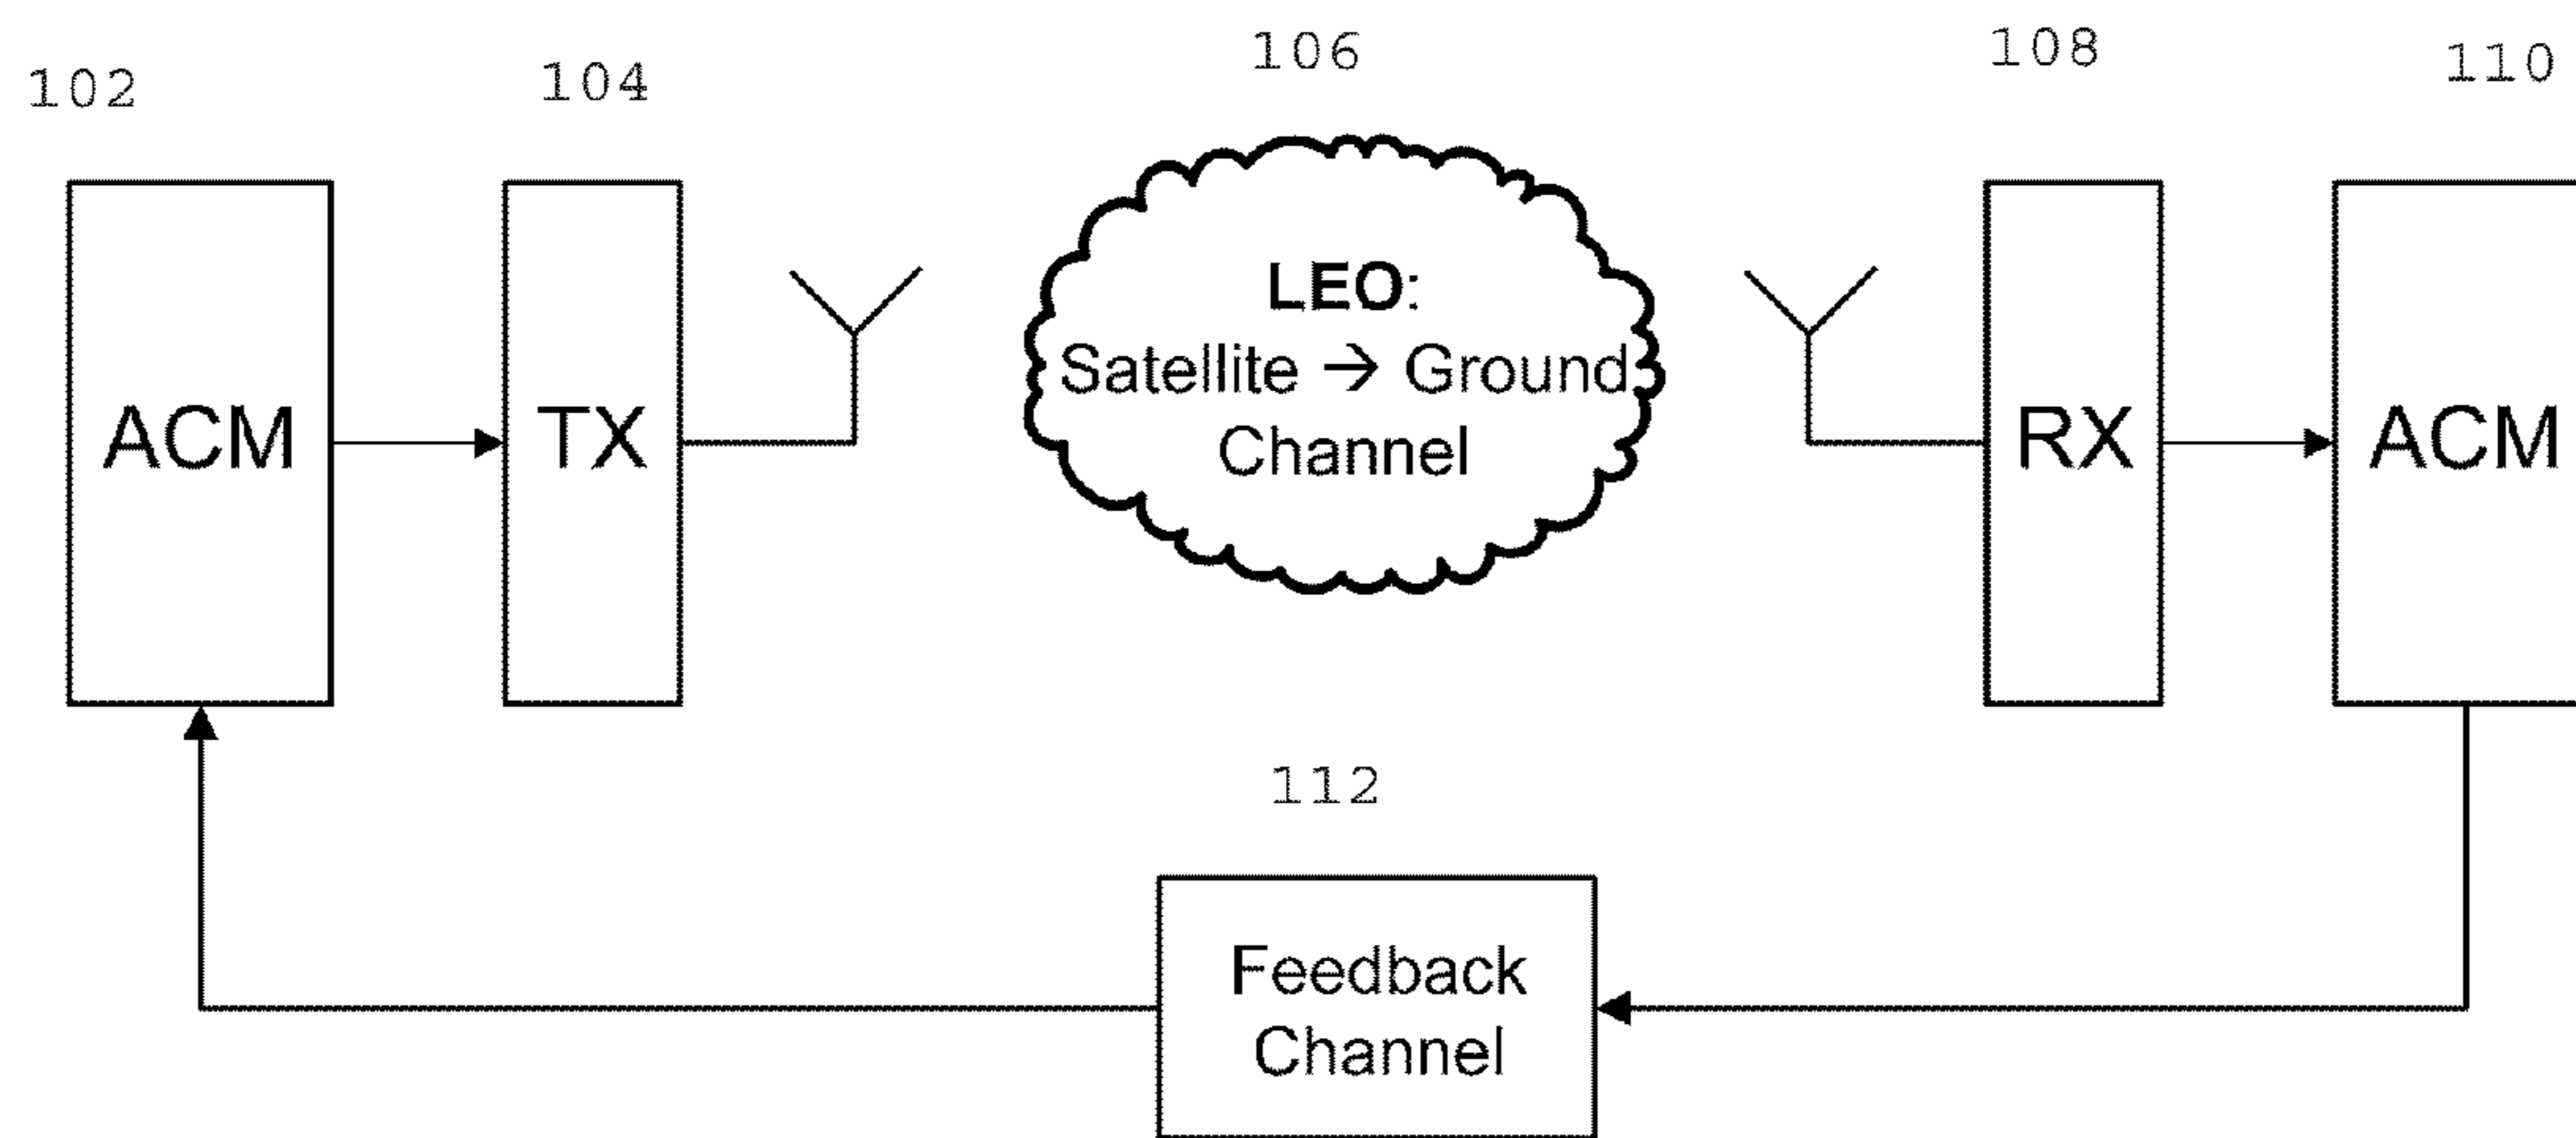 102
104
106
108
110
ACM
TX
LEO:
Satellite → Ground
Channel
RX
ACM
112
Feedback
Channel